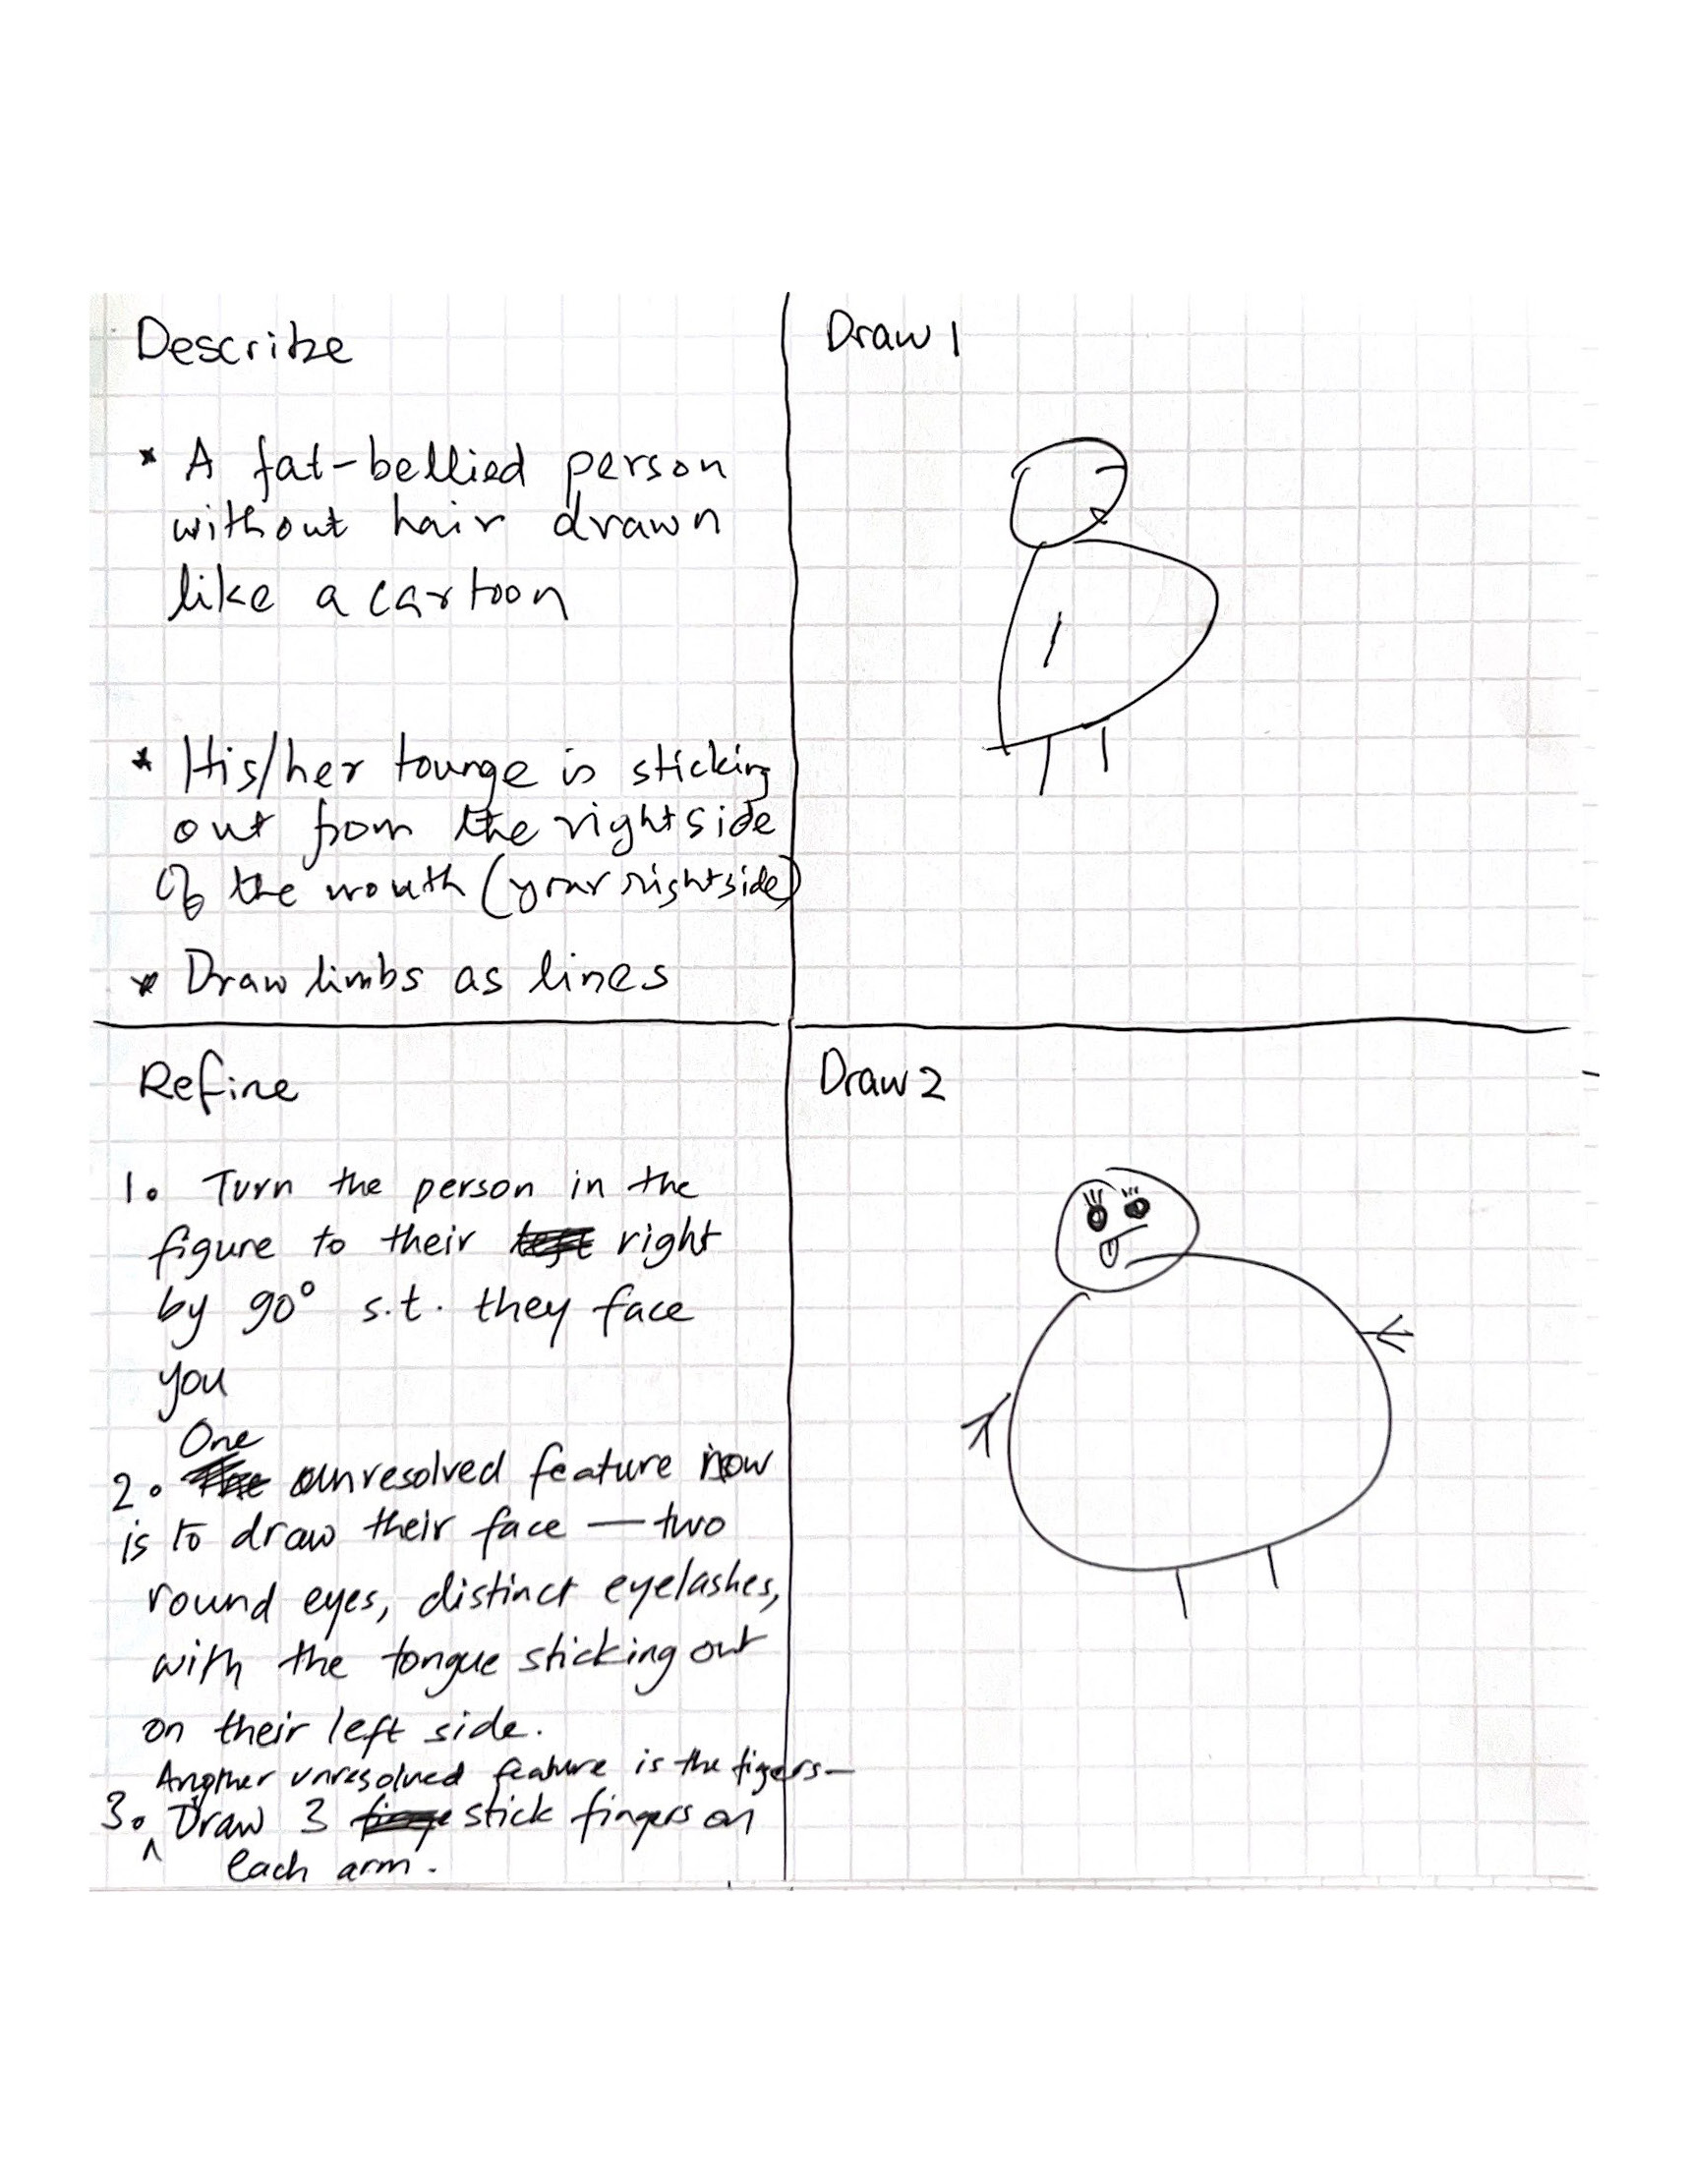 Describe
* A fat-bellied person
without hair drawn
like a cartoon
* His/her tounge is sticking
out from the right side
of the mouth (your right side)
* Draw limbs as lines
Draw 1
Refine
1. Turn the person in the
figure to their left right
by 90° s.t. they face
you
One
2. unresolved feature now
is to draw their face — two
round eyes, distinct eyelashes,
with the tongue sticking out
on their left side.
Another unresolved feature is the figers—
3. Draw 3 stick fingers on
each arm.
Draw 2